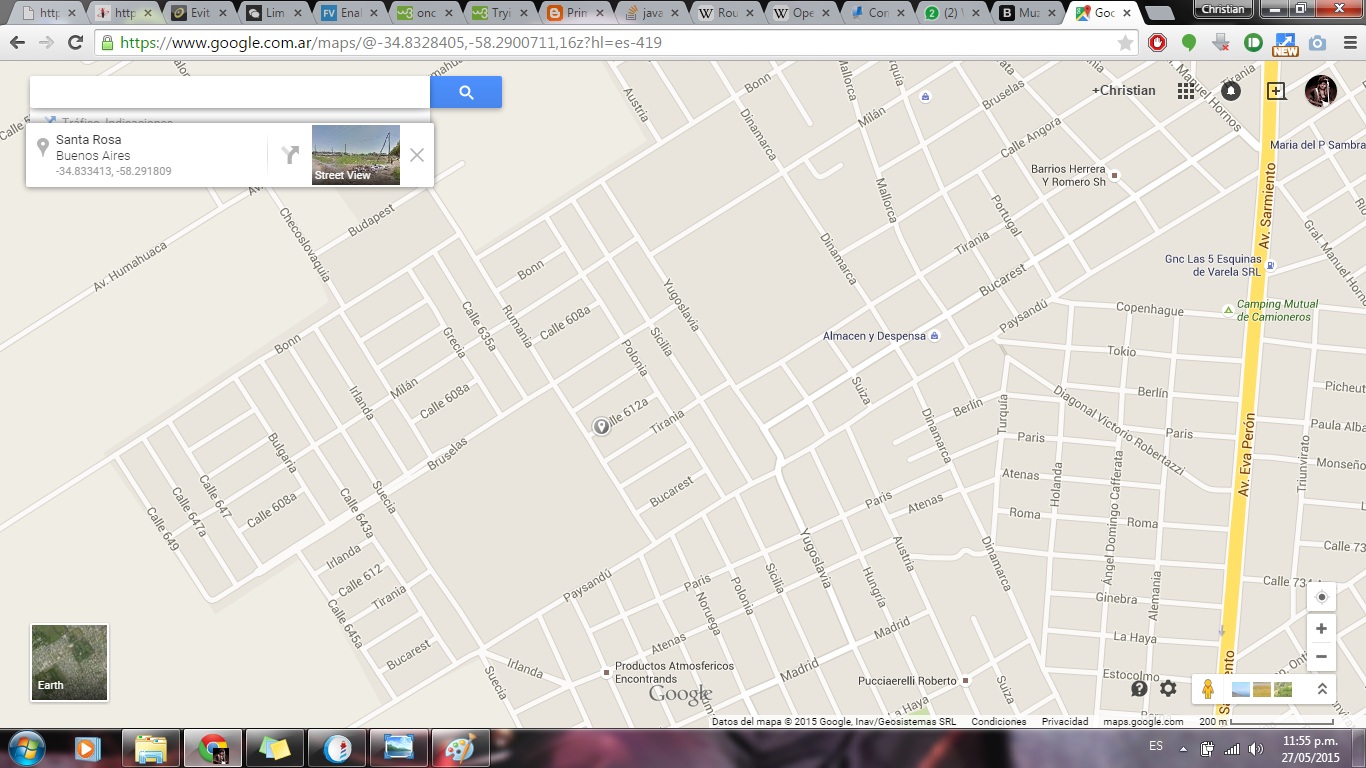 http
http
Evit
Lim
Enal
onc
Tryi
Prin
java
Rou
Ope
Con
(2)
Muz
Goo
Christian
https://www.google.com.ar/maps/@-34.8328405,-58.2900711,16z?hl=es-419
NEW
+Christian
Santa Rosa
Buenos Aires
-34.833413, -58.291809
Street View
Av. Humahuaca
Checoslovaquia
Budapest
Austria
Bonn
Dinamarca
Mallorca
Milán
Bruselas
Tirania
Manuel Hornos
Calle Angora
Maria del P Sambra
Barrios Herrera
Y Romero Sh
Mallorca
Portugal
Av. Sarmiento
Dinamarca
Tirania
Bucarest
Gnc Las 5 Esquinas
de Varela SRL
Gral. Manuel Hornos
Bonn
Yugoslavia
Paysandú
Copenhague
Camping Mutual
de Camioneros
Calle 635a
Rumania
Calle 608a
Sicilia
Almacen y Despensa
Bonn
Grecia
Polonia
Tokio
Milán
Irlanda
Calle 608a
Suiza
Berlín
Picheut
Calle 612a
Tirania
Dinamarca
Berlín
Turquía
Diagonal Victorio Robertazzi
Paris
Paris
Paula Alba
Av. Eva Perón
Triunvirato
Bulgaria
Bruselas
Monseño
Atenas
Holanda
Ángel Domingo Cafferata
Calle 647
Calle 647a
Calle 649
Calle 608a
Calle 643a
Suecia
Bucarest
Paris
Atenas
Roma
Roma
Irlanda
Calle 612
Tirania
Calle 645a
Bucarest
Yugoslavia
Austria
Dinamarca
Calle 73
Paysandú
Paris
Sicilia
Polonia
Noruega
Hungría
Calle 734
Alemania
Ginebra
Atenas
Madrid
La Haya
Irlanda
Suecia
Productos Atmosfericos
Encontrands
Madrid
Pucciaerelli Roberto
Suiza
Estocolmo
La Haya
Google
Earth
Datos del mapa © 2015 Google, Inav/Geosistemas SRL
Condiciones
Privacidad
maps.google.com
200 m
ES
11:55 p.m.
27/05/2015